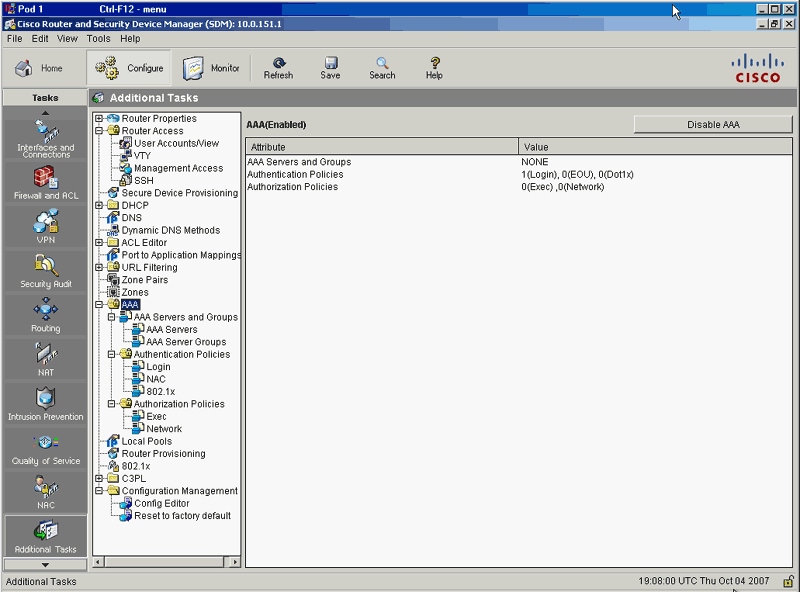 Pod 1 Ctrl-F12 - menu
Cisco Router and Security Device Manager (SDM): 10.0.151.1
File Edit View Tools Help
Home Configure Monitor Refresh Save Search Help CISCO
Tasks
Interfaces and
Connections
Firewall and ACL
VPN
Security Audit
Routing
NAT
Intrusion Prevention
Quality of Service
NAC
Additional Tasks
Additional Tasks
Router Properties
Router Access
User Accounts/View
VTY
Management Access
SSH
Secure Device Provisioning
DHCP
DNS
Dynamic DNS Methods
ACL Editor
Port to Application Mappings
URL Filtering
Zone Pairs
Zones
AAA
AAA Servers and Groups
AAA Servers
AAA Server Groups
Authentication Policies
Login
NAC
802.1x
Authorization Policies
Exec
Network
Local Pools
Router Provisioning
802.1x
C3PL
Configuration Management
Config Editor
Reset to factory default
AAA(Enabled) Disable AAA
Attribute Value
AAA Servers and Groups NONE
Authentication Policies 1(Login), 0(EOU), 0(Dot1x)
Authorization Policies 0(Exec) ,0(Network)
Additional Tasks 19:08:00 UTC Thu Oct 04 2007